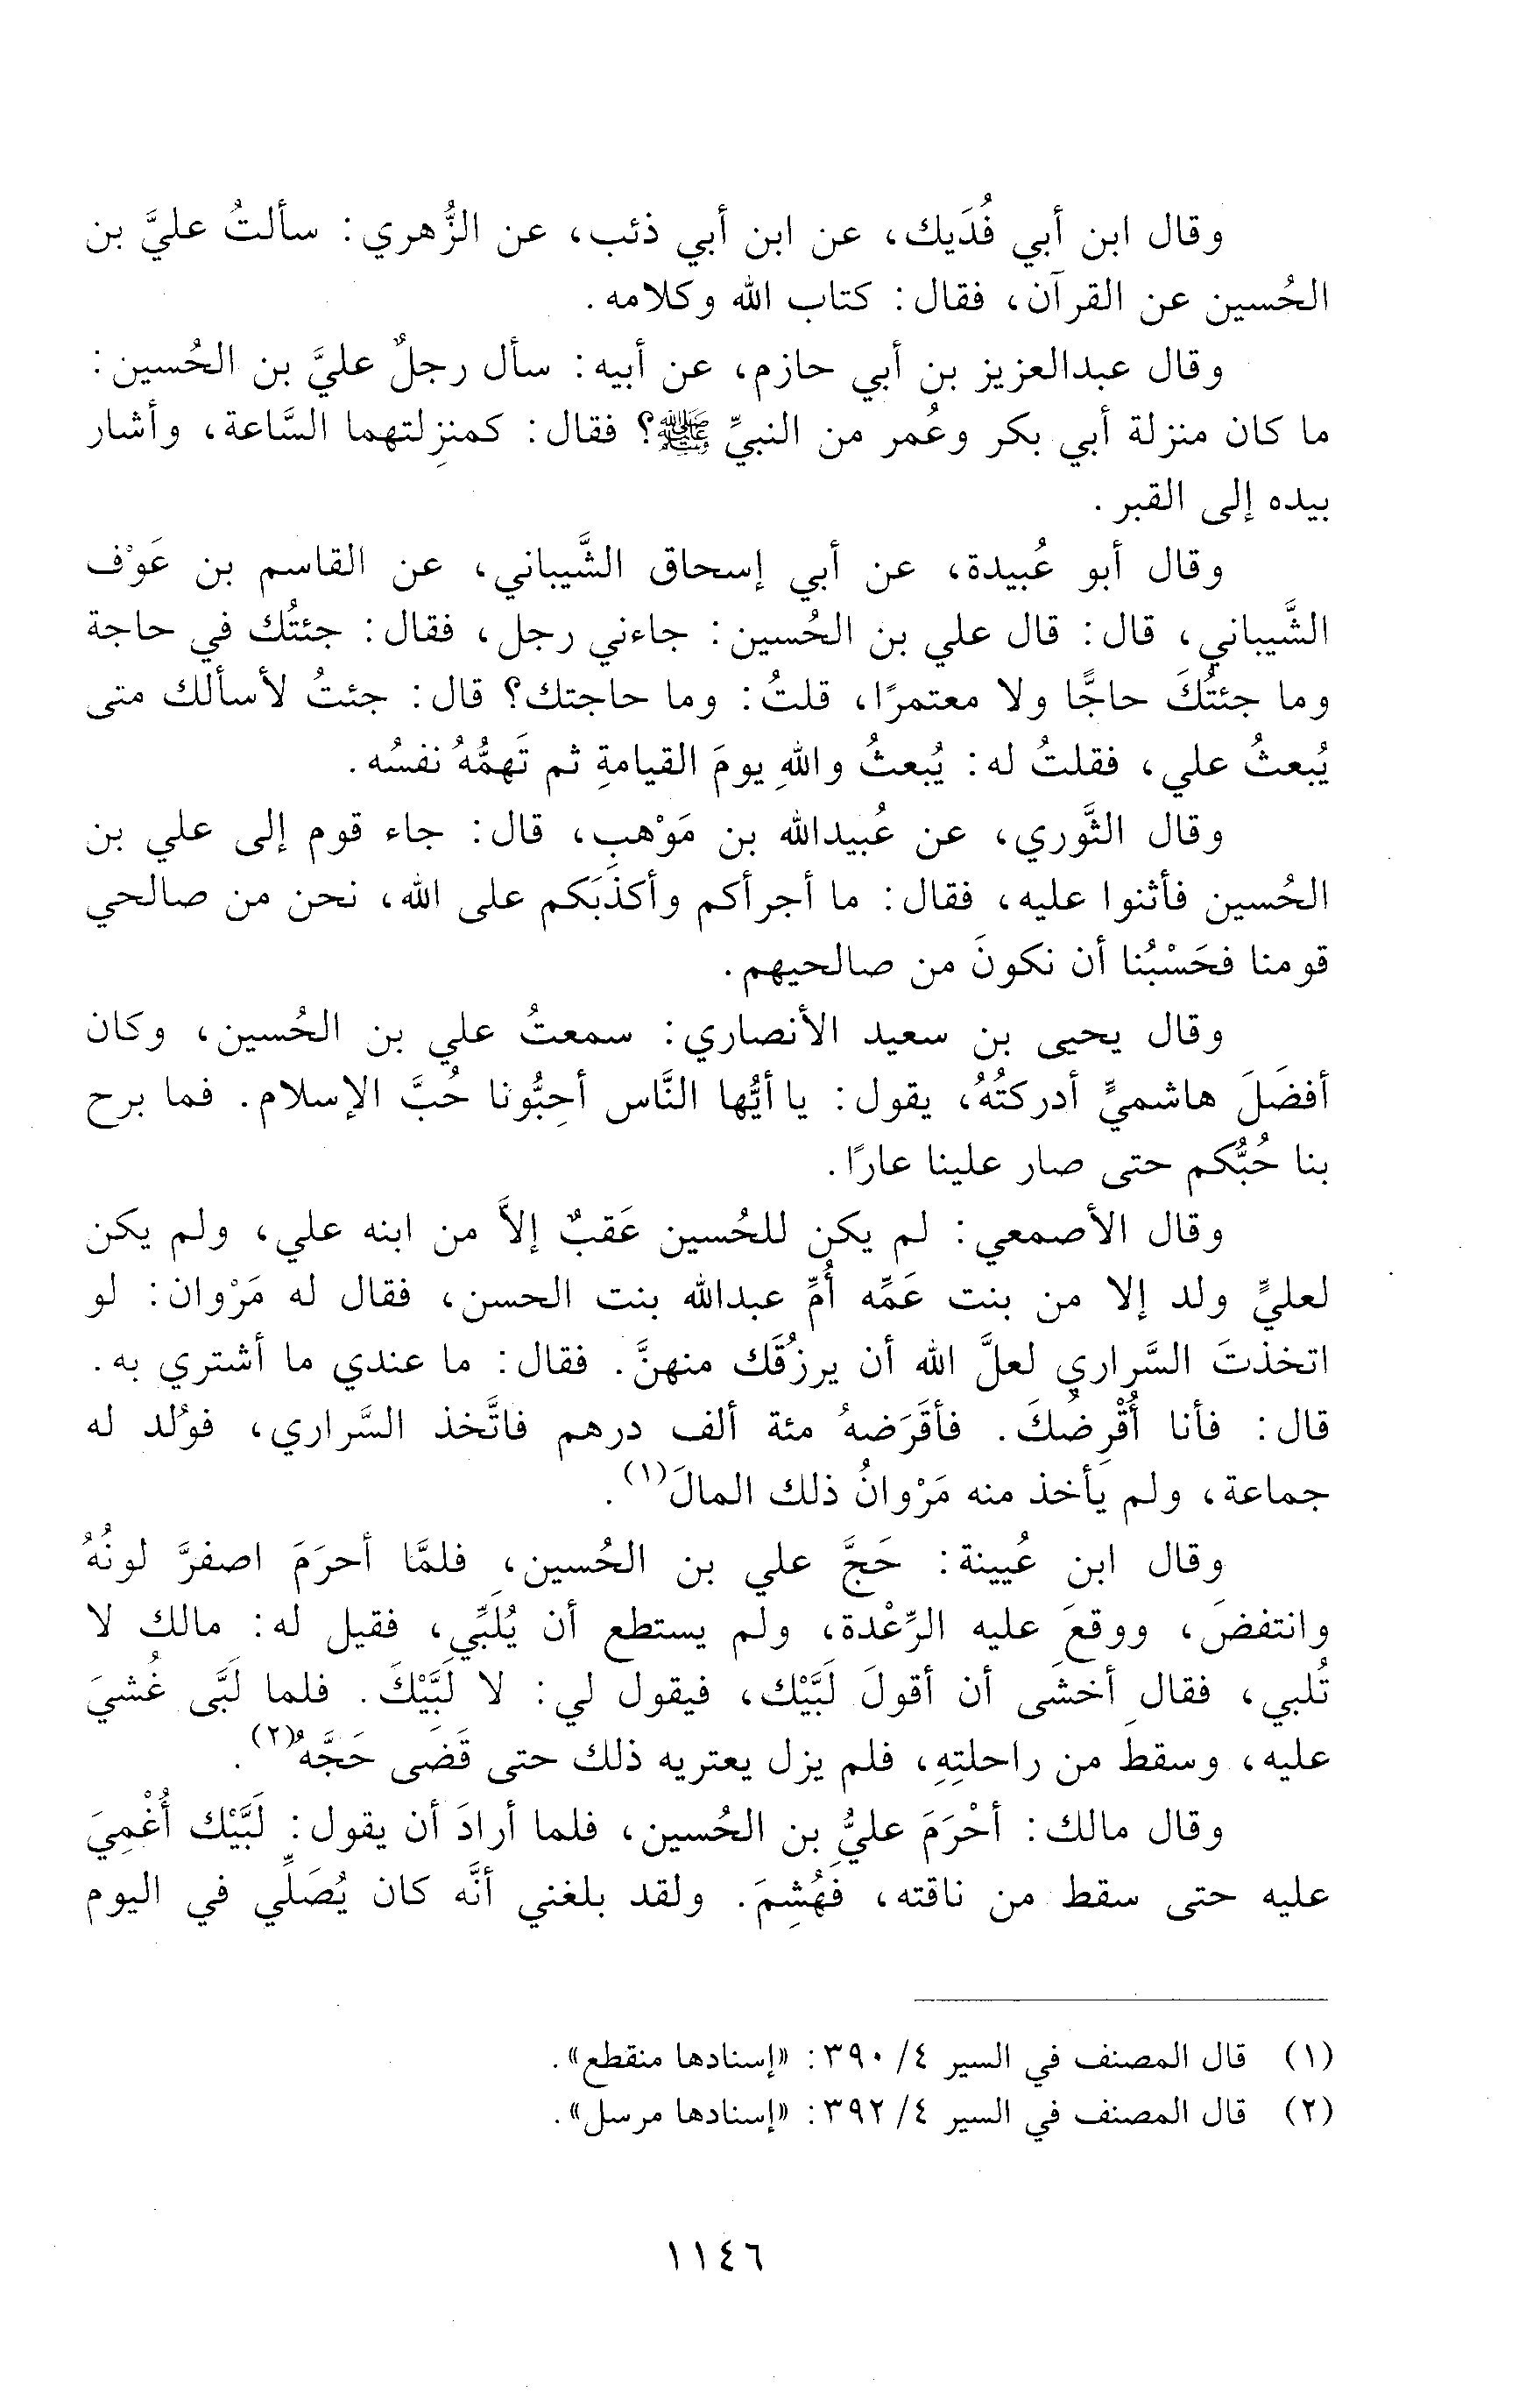 وقال ابن أبي فُدَيك، عن ابن أبي ذئب، عن الزُّهري: سألتُ عليَّ بن
الحُسين عن القرآن، فقال: كتاب الله وكلامه.
وقال عبدالعزيز بن أبي حازم، عن أبيه: سأل رجلٌ عليَّ بن الحُسين:
ما كان منزلة أبي بكر وعُمر من النبيِّ ﷺ؟ فقال: كمنزِلتهما السَّاعة، وأشار
بيده إلى القبر.
وقال أبو عُبيدة، عن أبي إسحاق الشَّيباني، عن القاسم بن عَوْف
الشَّيباني، قال: قال علي بن الحُسين: جاءني رجل، فقال: جئتُك في حاجة
وما جئتُكَ حاجًّا ولا معتمرًا، قلتُ: وما حاجتك؟ قال: جئتُ لأسألك متى
يُبعثُ علي، فقلتُ له: يُبعثُ واللهِ يومَ القيامةِ ثم تَهمُّهُ نفسُه.
وقال الثَّوري، عن عُبيدالله بن مَوْهبٍ، قال: جاء قوم إلى علي بن
الحُسين فأثنوا عليه، فقال: ما أجرأكم وأكذَبَكم على الله، نحن من صالحي
قومنا فحَسْبُنا أن نكونَ من صالحيهم.
وقال يحيى بن سعيد الأنصاري: سمعتُ علي بن الحُسين، وكان
أفضَلَ هاشميٍّ أدركتُهُ، يقول: يا أيُّها النَّاس أحِبُّونا حُبَّ الإسلام. فما برح
بنا حُبُّكم حتى صار علينا عارًا.
وقال الأصمعي: لم يكن للحُسين عَقبٌ إلاَّ من ابنه علي، ولم يكن
لعليٍّ ولد إلا من بنت عَمِّه أُمِّ عبدالله بنت الحسن، فقال له مَرْوان: لو
اتخذتَ السَّراري لعلَّ الله أن يرزُقَك منهنَّ. فقال: ما عندي ما أشتري به.
قال: فأنا أُقْرِضُكَ. فأقَرَضهُ مئة ألف درهم فاتَّخذ السَّراري، فوُلد له
جماعة، ولم يأخذ منه مَرْوانُ ذلك المالَ(١).
وقال ابن عُيينة: حَجَّ علي بن الحُسين، فلمَّا أحرَمَ اصفرَّ لونُهُ
وانتفضَ، ووقعَ عليه الرِّعْدة، ولم يستطع أن يُلَبِّي، فقيل له: مالك لا
تُلبي، فقال أخشَى أن أقولَ لَبَّيْك، فيقول لي: لا لَبَّيْكَ. فلما لَبَّى غُشِيَ
عليه، وسقطَ من راحلتِهِ، فلم يزل يعتريه ذلك حتى قَضَى حَجَّهُ(٢).
وقال مالك: أحْرَمَ عليُّ بن الحُسين، فلما أرادَ أن يقول: لَبَّيْك أُغْمِيَ
عليه حتى سقط من ناقته، فهُشِمَ. ولقد بلغني أنَّه كان يُصَلِّي في اليوم
(١) قال المصنف في السير ٤/ ٣٩٠: «إسنادها منقطع».
(٢) قال المصنف في السير ٤/ ٣٩٢: «إسنادها مرسل».
١١٤٦